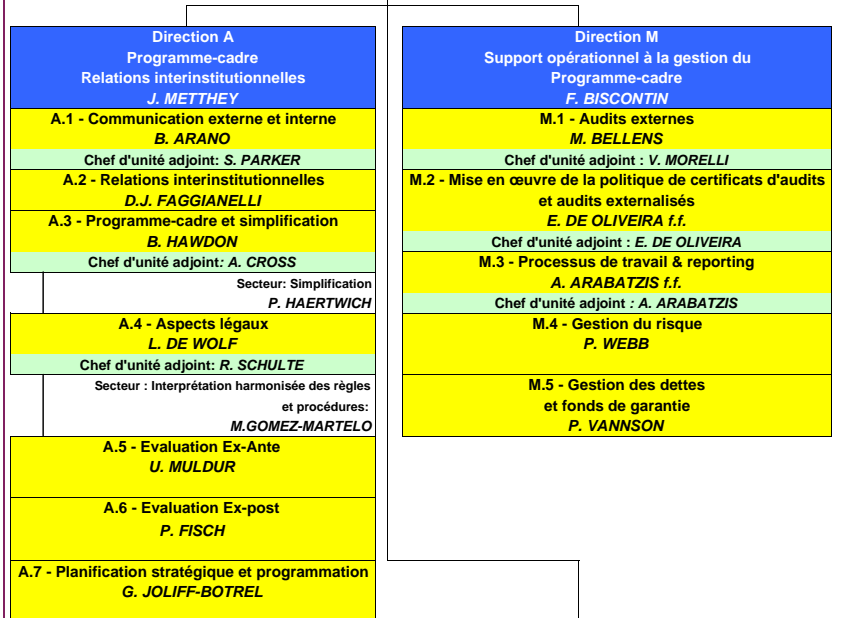 Direction A
Programme-cadre
Relations interinstitutionnelles
J. METTHEY
A.1 - Communication externe et interne
B. ARANO
Chef d'unité adjoint: S. PARKER
A.2 - Relations interinstitutionnelles
D.J. FAGGIANELLI
A.3 - Programme-cadre et simplification
B. HAWDON
Chef d'unité adjoint: A. CROSS
Secteur: Simplification
P. HAERTWICH
A.4 - Aspects légaux
L. DE WOLF
Chef d'unité adjoint: R. SCHULTE
Secteur : Interprétation harmonisée des règles
et procédures:
M.GOMEZ-MARTELO
A.5 - Evaluation Ex-Ante
U. MULDUR
A.6 - Evaluation Ex-post
P. FISCH
A.7 - Planification stratégique et programmation
G. JOLIFF-BOTREL
Direction M
Support opérationnel à la gestion du
Programme-cadre
F. BISCONTIN
M.1 - Audits externes
M. BELLENS
Chef d'unité adjoint : V. MORELLI
M.2 - Mise en œuvre de la politique de certificats d'audits
et audits externalisés
E. DE OLIVEIRA f.f.
Chef d'unité adjoint : E. DE OLIVEIRA
M.3 - Processus de travail & reporting
A. ARABATZIS f.f.
Chef d'unité adjoint : A. ARABATZIS
M.4 - Gestion du risque
P. WEBB
M.5 - Gestion des dettes
et fonds de garantie
P. VANNSON